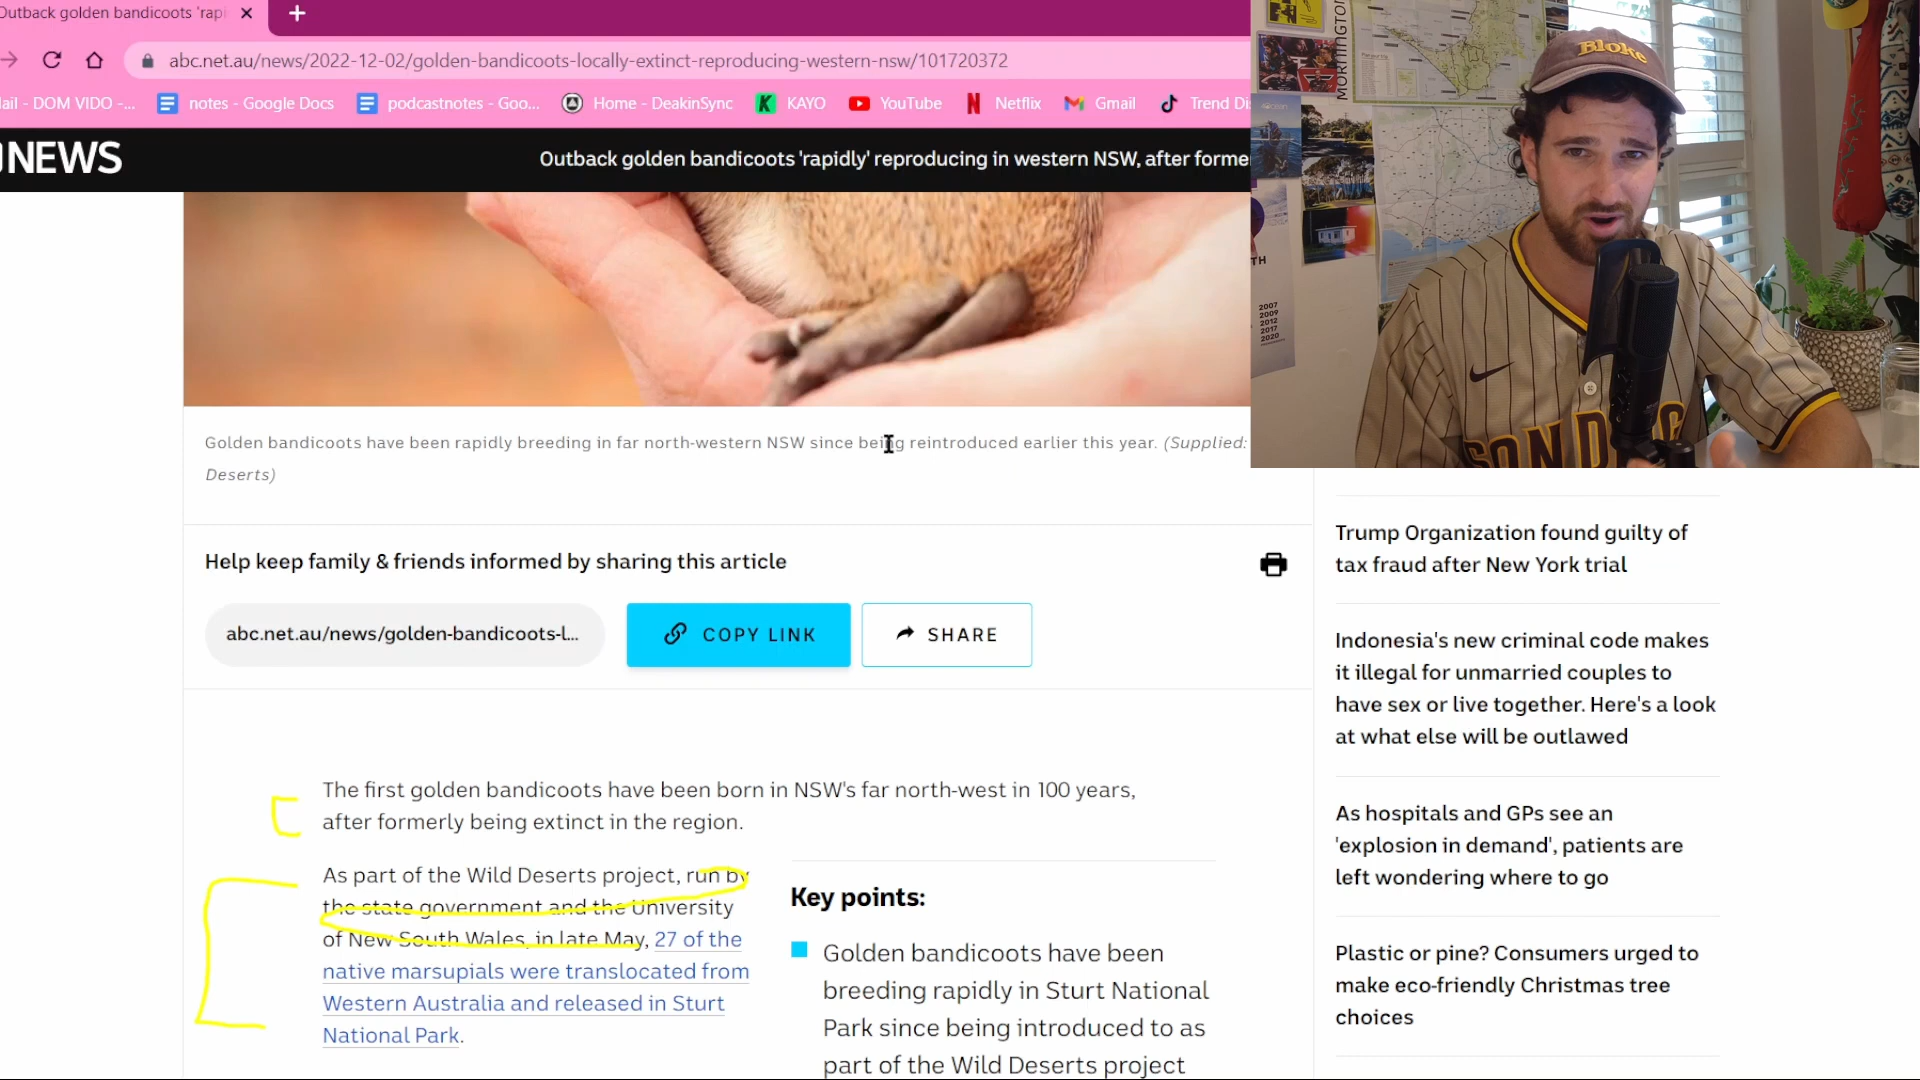 Outback golden bandicoots 'rapi
abc.net.au/news/2022-12-02/golden-bandicoots-locally-extinct-reproducing-western-nsw/101720372
ail - DOM VIDO -...
notes - Google Docs
podcastnotes - Goo...
Home - DeakinSync
K
KAYO
YouTube
N
Netflix
Gmail
Trend Di
NEWS
Outback golden bandicoots 'rapidly' reproducing in western NSW, after forme
MORNINGTON
Bloke
TH
2007
2009
2012
2017
2020
Golden bandicoots have been rapidly breeding in far north-western NSW since being reintroduced earlier this year. (Supplied:
Deserts)
Help keep family & friends informed by sharing this article
abc.net.au/news/golden-bandicoots-l...
COPY LINK
SHARE
The first golden bandicoots have been born in NSW's far north-west in 100 years,
after formerly being extinct in the region.
As part of the Wild Deserts project, run by
the state government and the University
of New South Wales, in late May, 27 of the
native marsupials were translocated from
Western Australia and released in Sturt
National Park.
Key points:
Golden bandicoots have been
breeding rapidly in Sturt National
Park since being introduced to as
part of the Wild Deserts project
Trump Organization found guilty of
tax fraud after New York trial
Indonesia's new criminal code makes
it illegal for unmarried couples to
have sex or live together. Here's a look
at what else will be outlawed
As hospitals and GPs see an
'explosion in demand', patients are
left wondering where to go
Plastic or pine? Consumers urged to
make eco-friendly Christmas tree
choices